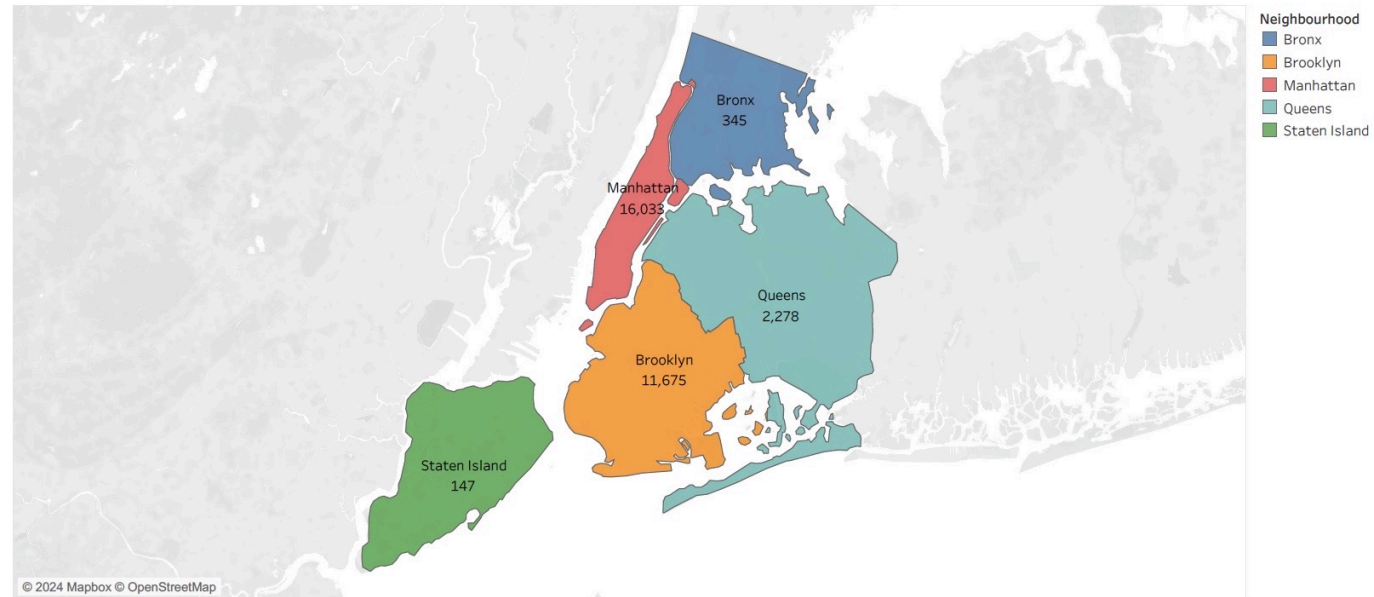 Neighbourhood
Bronx
Brooklyn
Manhattan
Queens
Staten Island
Bronx
345
Manhattan
16,033
Queens
2,278
Brooklyn
11,675
Staten Island
147
© 2024 Mapbox © OpenStreetMap